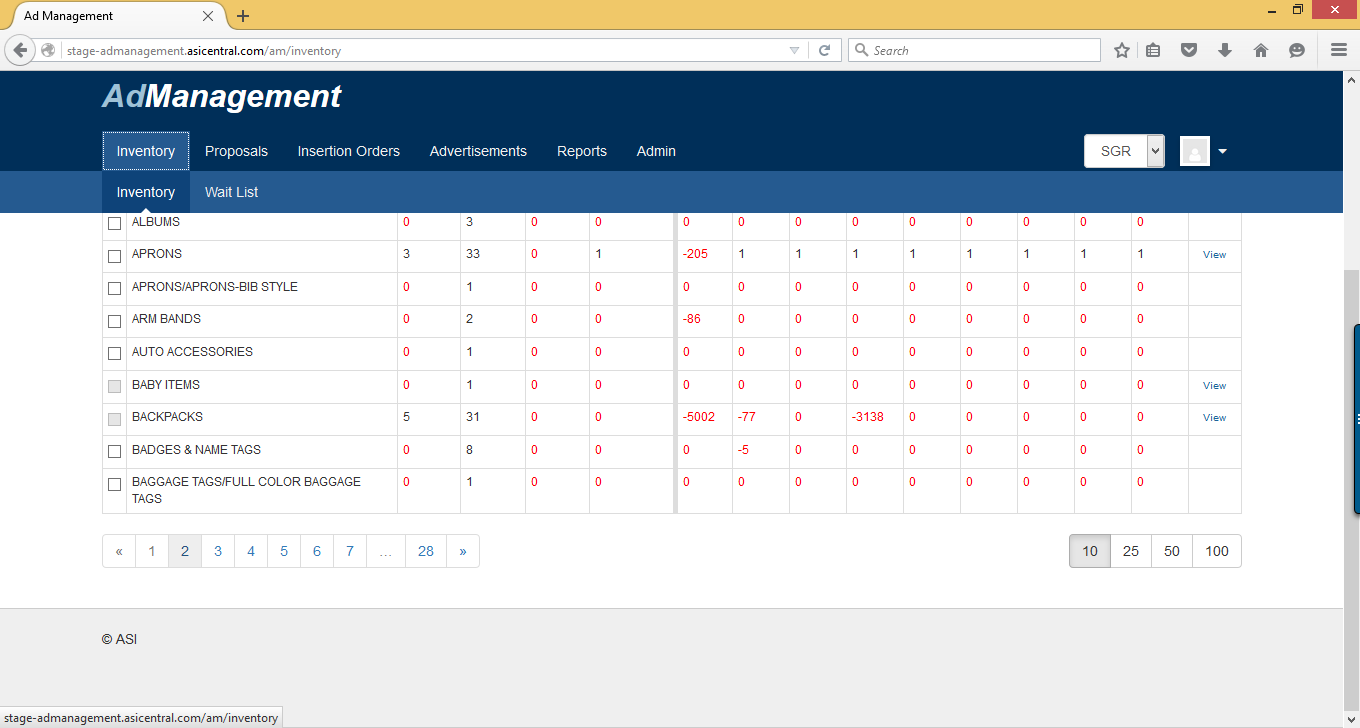 Ad Management
stage-admanagement.asicentral.com/am/inventory
Search
AdManagement
Inventory Proposals Insertion Orders Advertisements Reports Admin SGR
Inventory Wait List
ALBUMS 0 3 0 0 0 0 0 0 0 0 0 0 0
APRONS 3 33 0 1 -205 1 1 1 1 1 1 1 1 View
APRONS/APRONS-BIB STYLE 0 1 0 0 0 0 0 0 0 0 0 0 0
ARM BANDS 0 2 0 0 -86 0 0 0 0 0 0 0 0
AUTO ACCESSORIES 0 1 0 0 0 0 0 0 0 0 0 0 0
BABY ITEMS 0 1 0 0 0 0 0 0 0 0 0 0 0 View
BACKPACKS 5 31 0 0 -5002 -77 0 -3138 0 0 0 0 0 View
BADGES & NAME TAGS 0 8 0 0 0 -5 0 0 0 0 0 0 0
BAGGAGE TAGS/FULL COLOR BAGGAGE 0 1 0 0 0 0 0 0 0 0 0 0 0
TAGS
« 1 2 3 4 5 6 7 ... 28 » 10 25 50 100
© ASI
stage-admanagement.asicentral.com/am/inventory